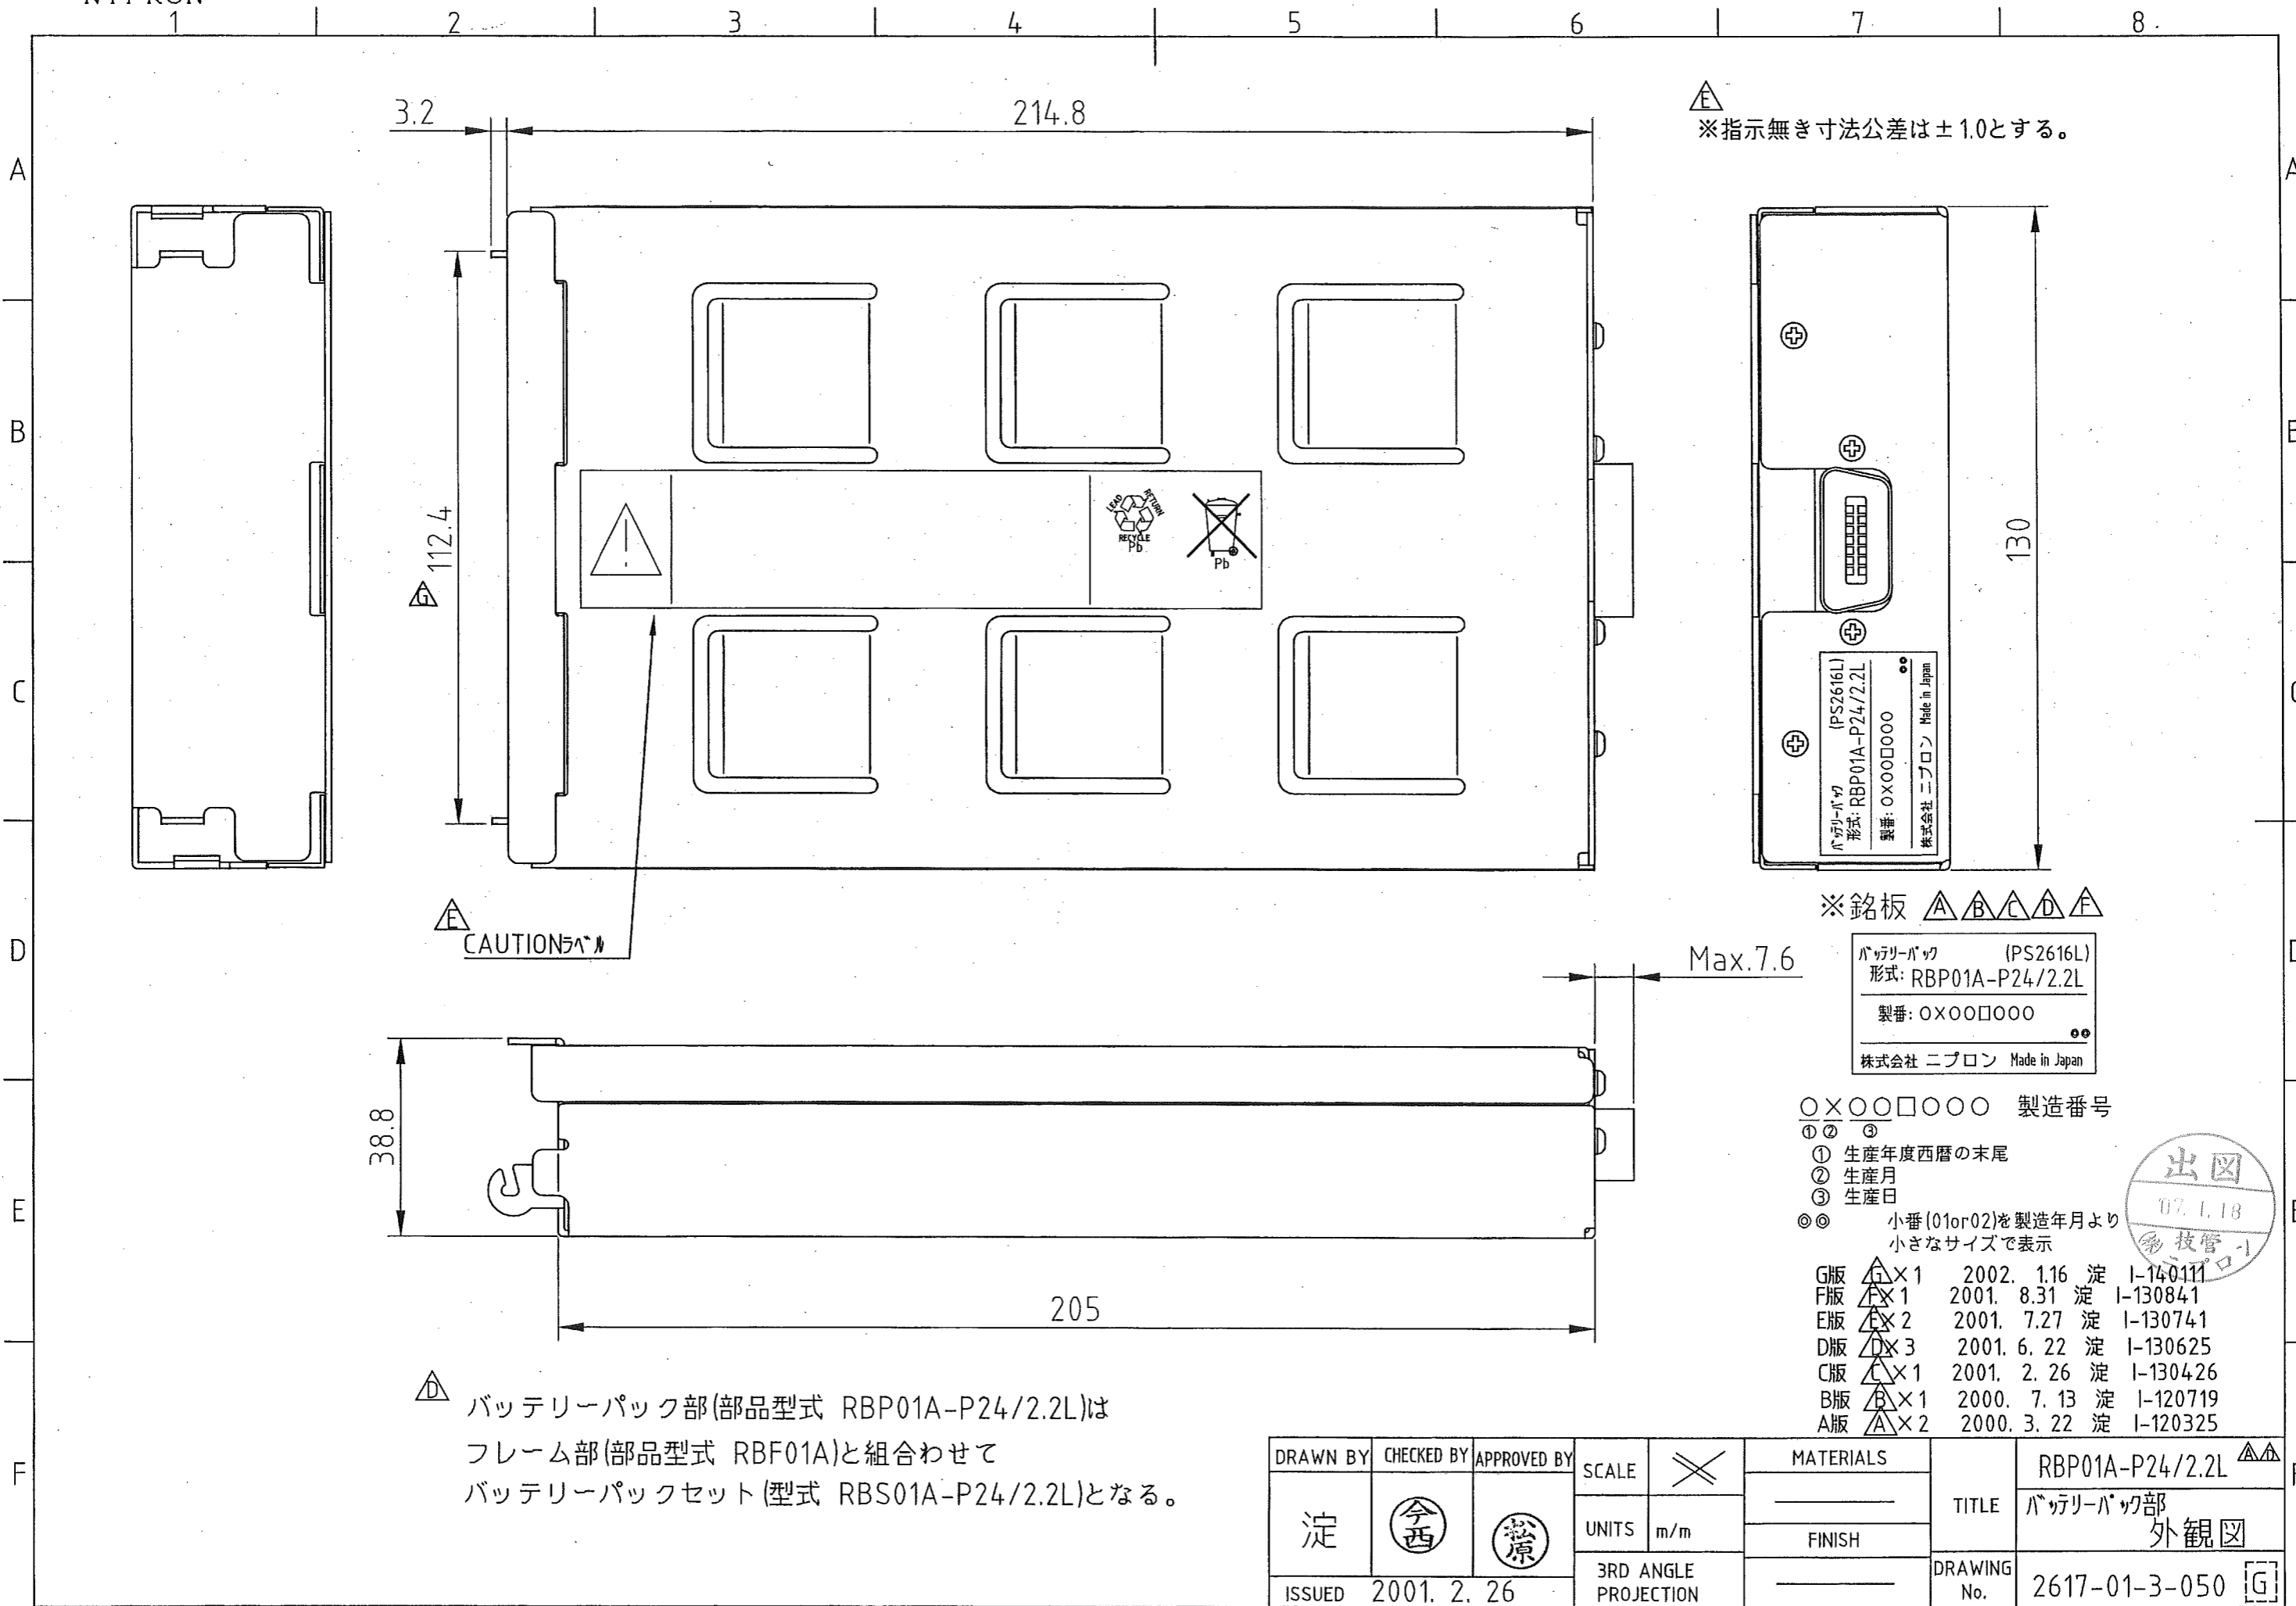 1 2 3 4 5 6 7 8
A
B
C
D
E
F
3.2
214.8
E
※指示無き寸法公差は±1.0とする。
112.4
G
130
LEAD RETURN
RECYCLE
Pb
Pb
バッテリーパック (PS2616L)
形式: RBP01A-P24/2.2L
製番: ○×○○□○○○
◎◎
株式会社 ニプロン Made in Japan
E
CAUTIONラベル
※銘板 A B C D F
バッテリーパック (PS2616L)
形式: RBP01A-P24/2.2L
製番: ○×○○□○○○
◎◎
株式会社 ニプロン Made in Japan
Max.7.6
38.8
205
○×○○□○○○ 製造番号
① ② ③
① 生産年度西暦の末尾
② 生産月
③ 生産日
◎◎ 小番(01or02)を製造年月より
小さなサイズで表示
出図
'07.1.18
G版 G×1 2002. 1.16 淀 I-140111
F版 F×1 2001. 8.31 淀 I-130841
E版 E×2 2001. 7.27 淀 I-130741
D版 D×3 2001. 6. 22 淀 I-130625
C版 C×1 2001. 2. 26 淀 I-130426
B版 B×1 2000. 7. 13 淀 I-120719
A版 A×2 2000. 3. 22 淀 I-120325
D
バッテリーパック部(部品型式 RBP01A-P24/2.2L)は
フレーム部(部品型式 RBF01A)と組合わせて
バッテリーパックセット(型式 RBS01A-P24/2.2L)となる。
DRAWN BY CHECKED BY APPROVED BY
淀 今西 松原
ISSUED 2001. 2. 26
SCALE
UNITS m/m
3RD ANGLE
PROJECTION
MATERIALS
FINISH
TITLE
RBP01A-P24/2.2L A D
バッテリーパック部
外観図
DRAWING
No.
2617-01-3-050 G